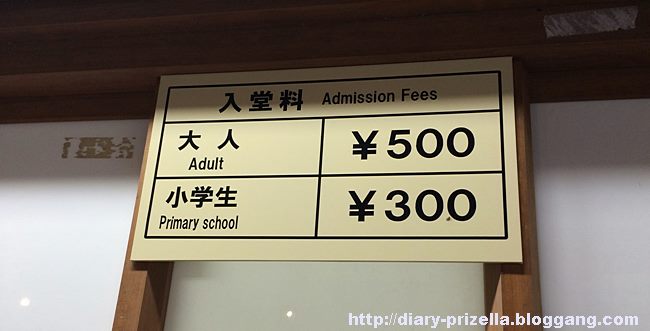 入堂料 Admission Fees
大人 ¥500
Adult
小学生 ¥300
Primary school
http://diary-prizella.bloggang.com